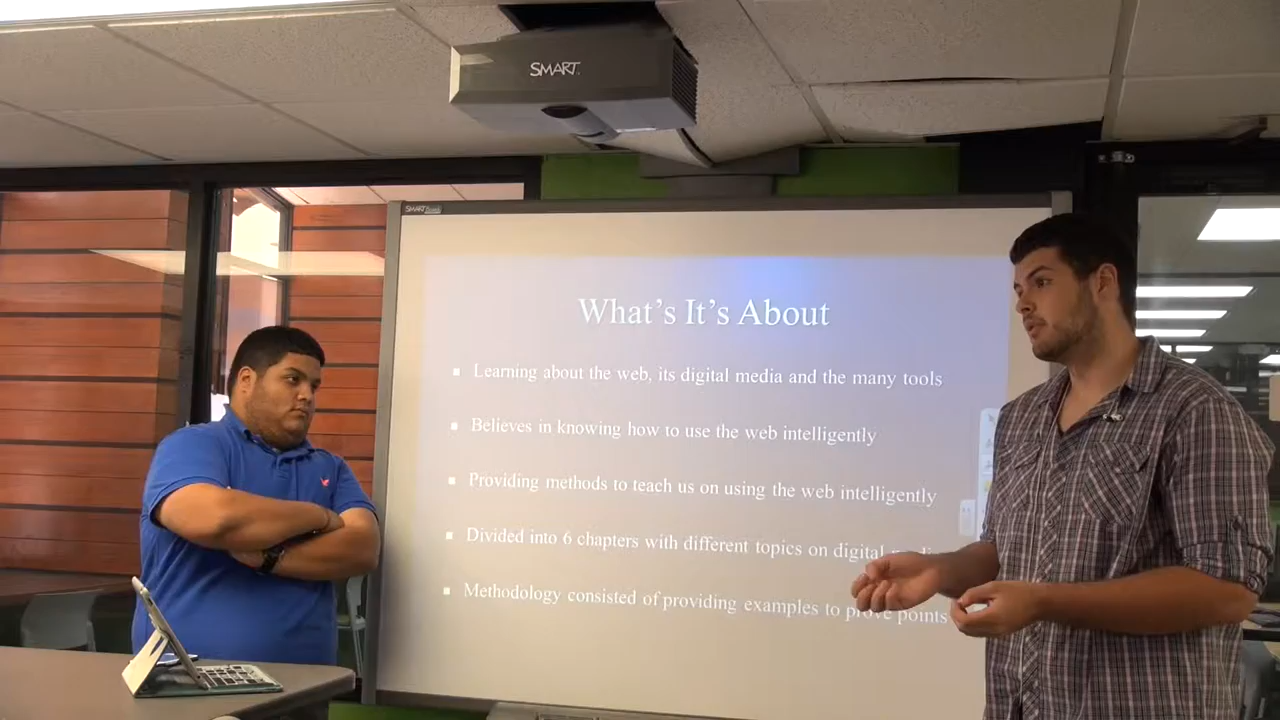 SMART
SMART Board
What's It's About
Learning about the web, its digital media and the many tools
Believes in knowing how to use the web intelligently
Providing methods to teach us on using the web intelligently
Divided into 6 chapters with different topics on digital
Methodology consisted of providing examples to prove points